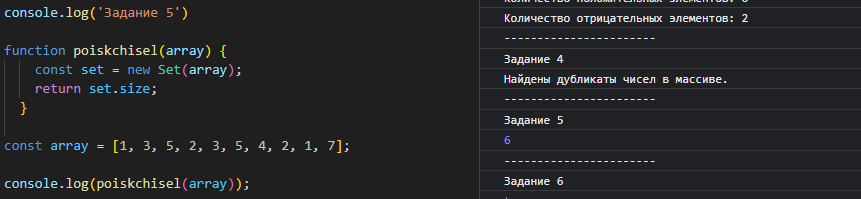 console.log('Задание 5')
function poiskchisel(array) {
const set = new Set(array);
return set.size;
}
const array = [1, 3, 5, 2, 3, 5, 4, 2, 1, 7];
console.log(poiskchisel(array));
Количество отрицательных элементов: 2
-----------------------
Задание 4
Найдены дубликаты чисел в массиве.
-----------------------
Задание 5
6
-----------------------
Задание 6